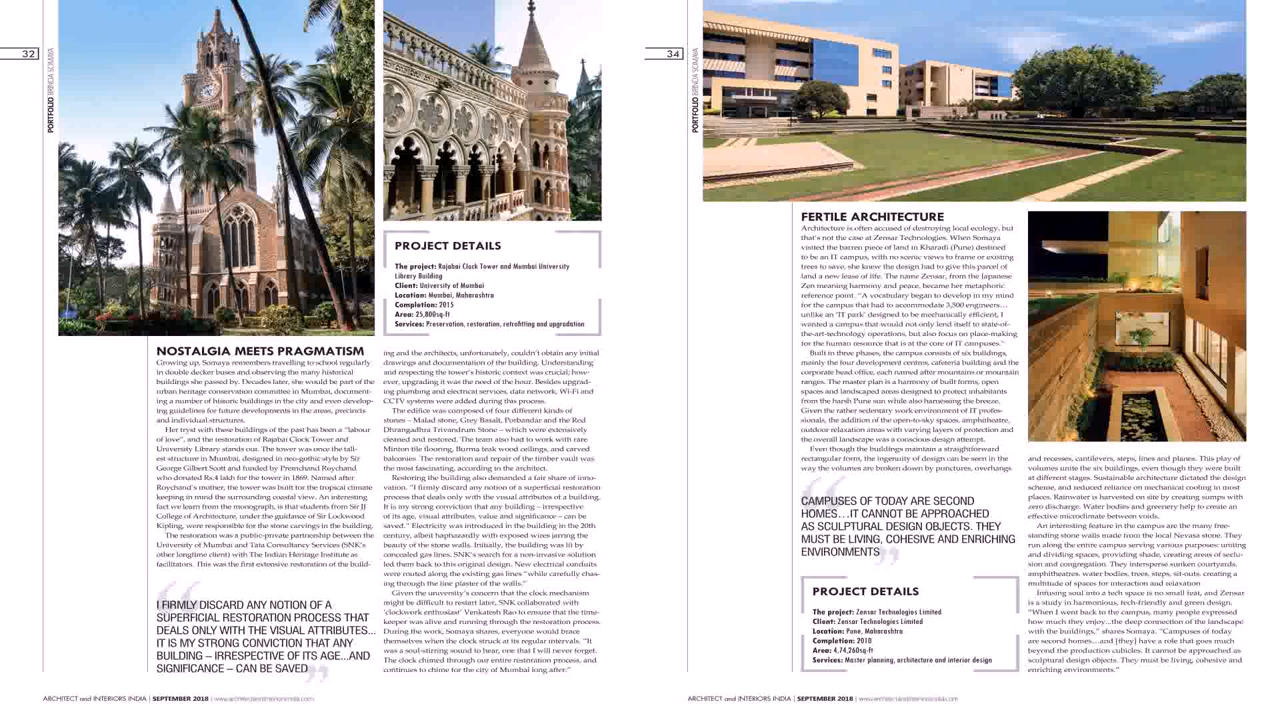 32
PORTFOLIO BRINDA SOMAYA
PROJECT DETAILS
The project: Rajabai Clock Tower and Mumbai University
Library Building
Client: University of Mumbai
Location: Mumbai, Maharashtra
Completion: 2015
Area: 25,800sq-ft
Services: Preservation, restoration, retrofitting and upgradation
NOSTALGIA MEETS PRAGMATISM
Growing up, Somaya remembers travelling to school regularly
in double decker buses and observing the many historical
buildings she passed by. Decades later, she would be part of the
urban heritage conservation committee in Mumbai, document-
ing a number of historic buildings in the city and even develop-
ing guidelines for future developments in the areas, precincts
and individual structures.
Her tryst with these buildings of the past has been a "labour
of love", and the restoration of Rajabai Clock Tower and
University Library stands out. The tower was once the tall-
est structure in Mumbai, designed in neo-gothic style by Sir
George Gilbert Scott and funded by Premchand Roychand
who donated Rs.4 lakh for the tower in 1869. Named after
Roychand's mother, the tower was built for the tropical climate
keeping in mind the surrounding coastal view. An interesting
fact we learn from the monograph, is that students from Sir JJ
College of Architecture, under the guidance of Sir Lockwood
Kipling, were responsible for the stone carvings in the building.
The restoration was a public-private partnership between the
University of Mumbai and Tata Consultancy Services (SNK's
other longtime client) with The Indian Heritage Institute as
facilitators. This was the first extensive restoration of the build-
I FIRMLY DISCARD ANY NOTION OF A
SUPERFICIAL RESTORATION PROCESS THAT
DEALS ONLY WITH THE VISUAL ATTRIBUTES...
IT IS MY STRONG CONVICTION THAT ANY
BUILDING – IRRESPECTIVE OF ITS AGE...AND
SIGNIFICANCE – CAN BE SAVED
ing and the architects, unfortunately, couldn't obtain any initial
drawings and documentation of the building. Understanding
and respecting the tower's historic context was crucial; how-
ever, upgrading it was the need of the hour. Besides upgrad-
ing plumbing and electrical services, data network, Wi-Fi and
CCTV systems were added during this process.
The edifice was composed of four different kinds of
stones – Malad stone, Grey Basalt, Porbandar and the Red
Dhrangadhra Trivandrum Stone – which were extensively
cleaned and restored. The team also had to work with rare
Minton tile flooring, Burma teak wood ceilings, and carved
balconies. The restoration and repair of the timber vault was
the most fascinating, according to the architect.
Restoring the building also demanded a fair share of inno-
vation. "I firmly discard any notion of a superficial restoration
process that deals only with the visual attributes of a building.
It is my strong conviction that any building – irrespective
of its age, visual attributes, value and significance – can be
saved." Electricity was introduced in the building in the 20th
century, albeit haphazardly with exposed wires jarring the
beauty of the stone walls. Initially, the building was lit by
concealed gas lines. SNK's search for a non-invasive solution
led them back to this original design. New electrical conduits
were routed along the existing gas lines "while carefully chas-
ing through the line plaster of the walls."
Given the university's concern that the clock mechanism
might be difficult to restart later, SNK collaborated with
'clockwork enthusiast' Venkatesh Rao to ensure that the time-
keeper was alive and running through the restoration process.
During the work, Somaya shares, everyone would brace
themselves when the clock struck at its regular intervals. "It
was a soul-stirring sound to hear, one that I will never forget.
The clock chimed through our entire restoration process, and
continues to chime for the city of Mumbai long after."
ARCHITECT and INTERIORS INDIA | SEPTEMBER 2018 | www.architectandinteriorsindia.com
34
PORTFOLIO BRINDA SOMAYA
FERTILE ARCHITECTURE
Architecture is often accused of destroying local ecology, but
that's not the case at Zensar Technologies. When Somaya
visited the barren piece of land in Kharadi (Pune) destined
to be an IT campus, with no scenic views to frame or existing
trees to save, she knew the design had to give this parcel of
land a new lease of life. The name Zensar, from the Japanese
Zen meaning harmony and peace, became her metaphoric
reference point. "A vocabulary began to develop in my mind
for the campus that had to accommodate 3,500 engineers…
unlike an 'IT park' designed to be mechanically efficient, I
wanted a campus that would not only lend itself to state-of-
the-art technology operations, but also focus on place-making
for the human resource that is at the core of IT campuses."
Built in three phases, the campus consists of six buildings,
mainly the four development centres, cafeteria building and the
corporate head office, each named after mountains or mountain
ranges. The master plan is a harmony of built forms, open
spaces and landscaped areas designed to protect inhabitants
from the harsh Pune sun while also harnessing the breeze.
Given the rather sedentary work environment of IT profes-
sionals, the addition of the open-to-sky spaces, amphitheatre,
outdoor relaxation areas with varying layers of protection and
the overall landscape was a conscious design attempt.
Even though the buildings maintain a straightforward
rectangular form, the ingenuity of design can be seen in the
way the volumes are broken down by punctures, overhangs
CAMPUSES OF TODAY ARE SECOND
HOMES...IT CANNOT BE APPROACHED
AS SCULPTURAL DESIGN OBJECTS. THEY
MUST BE LIVING, COHESIVE AND ENRICHING
ENVIRONMENTS
PROJECT DETAILS
The project: Zensar Technologies Limited
Client: Zensar Technologies Limited
Location: Pune, Maharashtra
Completion: 2010
Area: 4,74,260sq-ft
Services: Master planning, architecture and interior design
and recesses, cantilevers, steps, lines and planes. This play of
volumes unite the six buildings, even though they were built
at different stages. Sustainable architecture dictated the design
scheme, and reduced reliance on mechanical cooling in most
places. Rainwater is harvested on site by creating sumps with
zero discharge. Water bodies and greenery help to create an
effective microclimate between voids.
An interesting feature in the campus are the many free-
standing stone walls made from the local Nevasa stone. They
run along the entire campus serving various purposes: uniting
and dividing spaces, providing shade, creating areas of seclu-
sion and congregation. They intersperse sunken courtyards,
amphitheatres, water bodies, trees, steps, sit-outs, creating a
multitude of spaces for interaction and relaxation
Infusing soul into a tech space is no small feat, and Zensar
is a study in harmonious, tech-friendly and green design.
"When I went back to the campus, many people expressed
how much they enjoy...the deep connection of the landscape
with the buildings," shares Somaya. "Campuses of today
are second homes…and [they] have a role that goes much
beyond the production cubicles. It cannot be approached as
sculptural design objects. They must be living, cohesive and
enriching environments."
ARCHITECT and INTERIORS INDIA | SEPTEMBER 2018 | www.architectandinteriorsindia.com